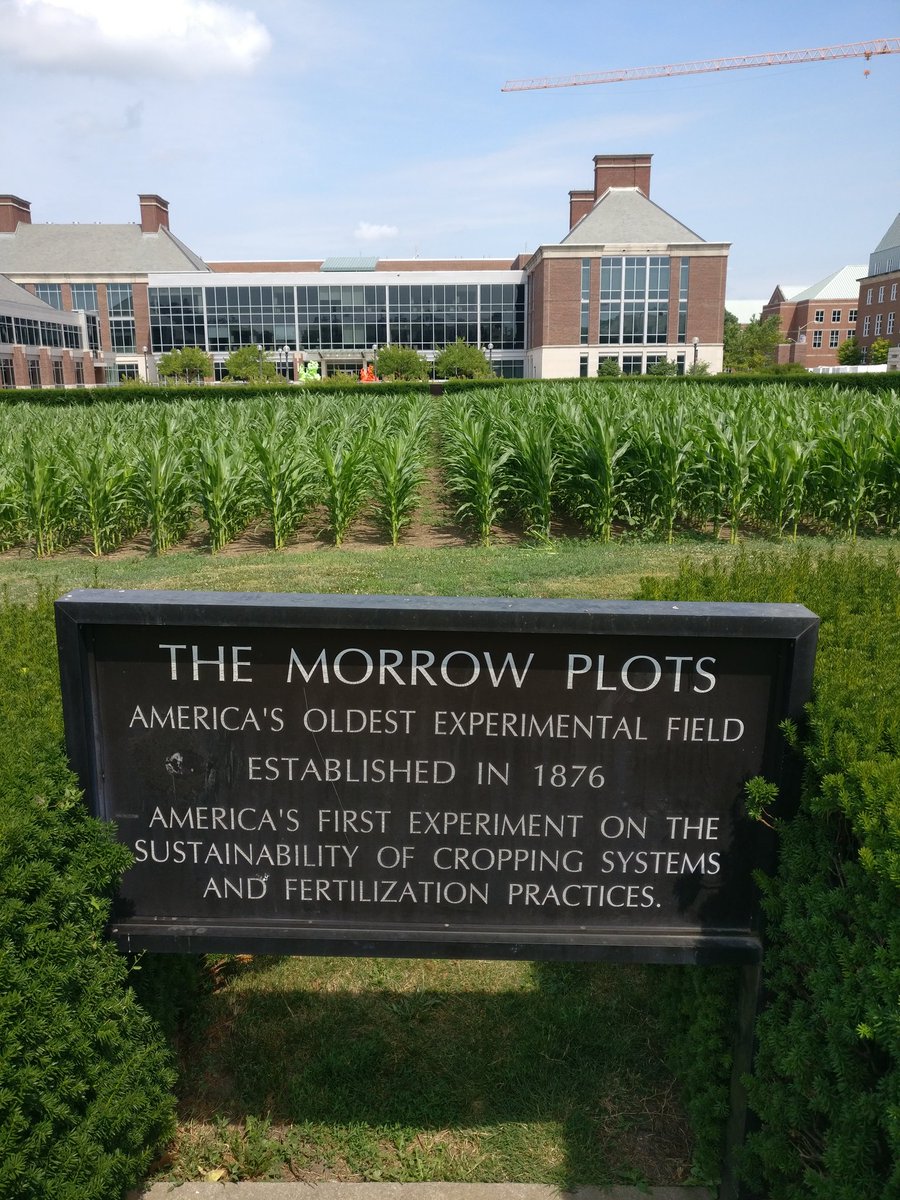 THE MORROW PLOTS
AMERICA'S OLDEST EXPERIMENTAL FIELD
ESTABLISHED IN 1876
AMERICA'S FIRST EXPERIMENT ON THE
SUSTAINABILITY OF CROPPING SYSTEMS
AND FERTILIZATION PRACTICES.